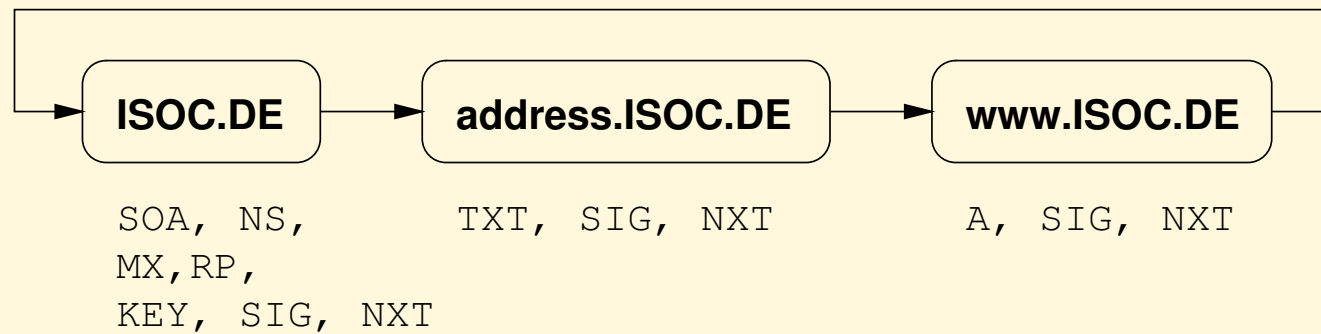 ISOC.DE address.ISOC.DE www.ISOC.DE
SOA, NS, TXT, SIG, NXT A, SIG, NXT
MX,RP,
KEY, SIG, NXT